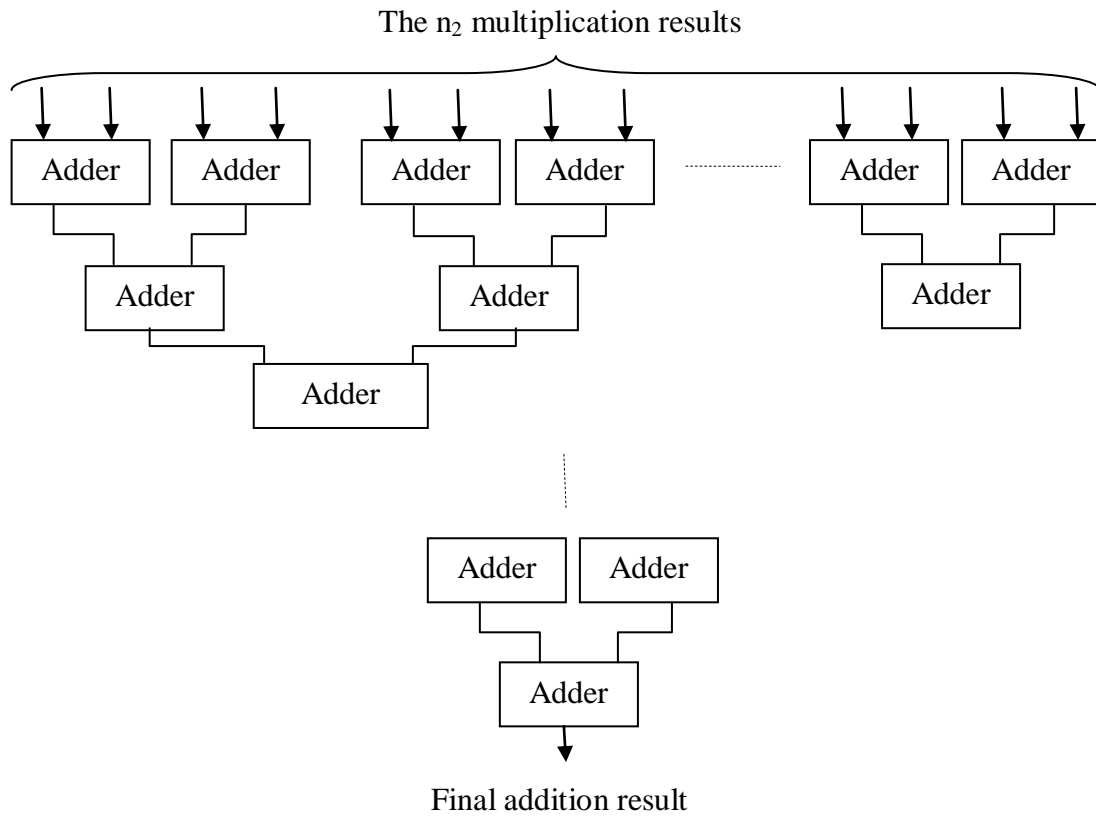 The n₂ multiplication results
Adder Adder Adder Adder Adder Adder
Adder Adder Adder
Adder
Adder Adder
Adder
Final addition result